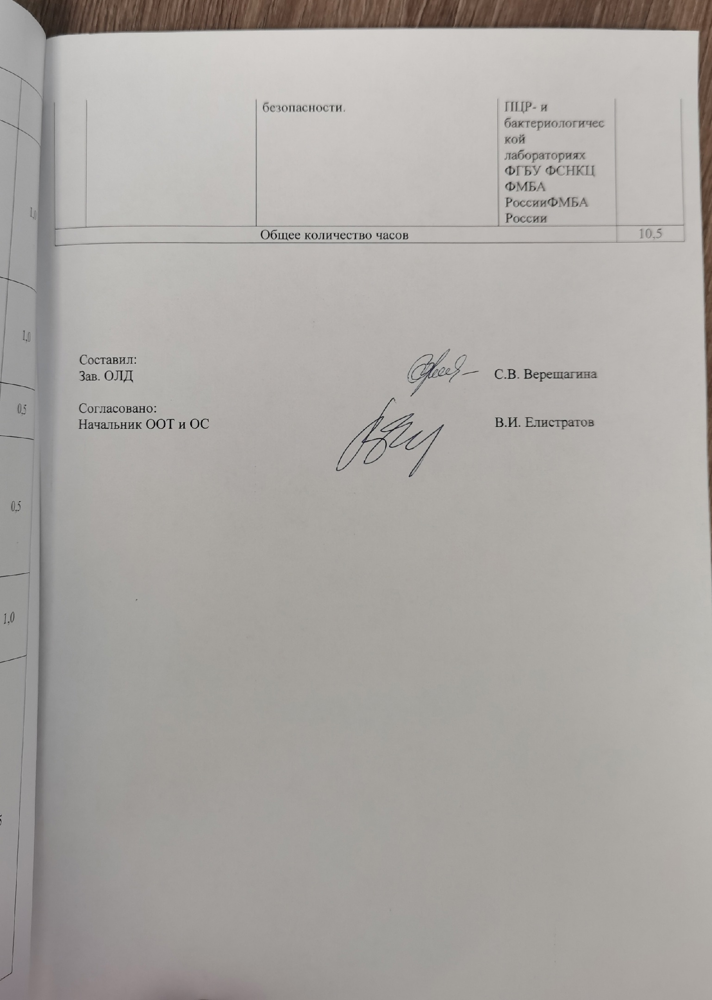 безопасности.
ПЦР- и
бактериологичес
кой
лабораториях
ФГБУ ФСНКЦ
ФМБА
РоссииФМБА
России
Общее количество часов 10,5
Составил:
Зав. ОЛД С.В. Верещагина
Согласовано:
Начальник ООТ и ОС В.И. Елистратов
1,0
1,0
0,5
0,5
1,0